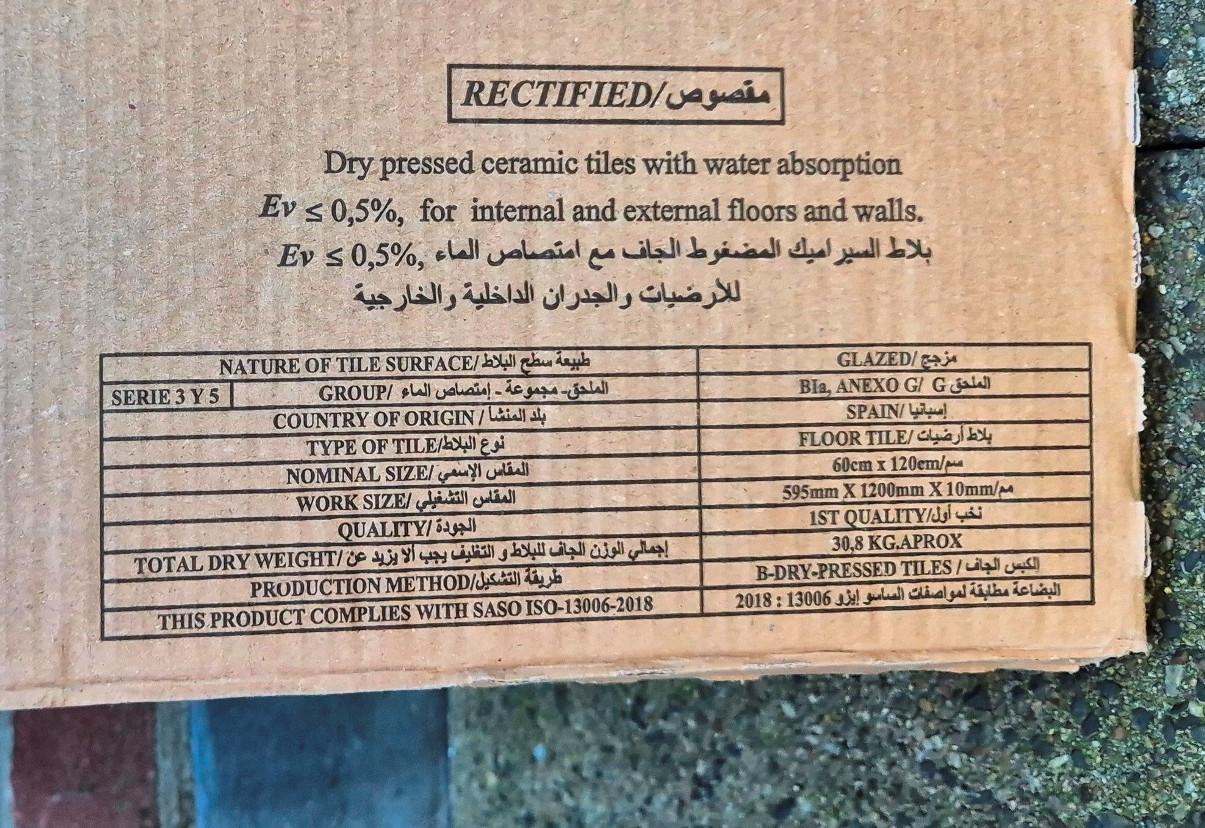 RECTIFIED/مقصوص
Dry pressed ceramic tiles with water absorption
Ev ≤ 0,5%, for internal and external floors and walls.
بلاط السيراميك المضغوط الجاف مع امتصاص الماء Ev ≤ 0,5%,
للأرضيات والجدران الداخلية والخارجية
NATURE OF TILE SURFACE/طبيعة سطح البلاط GLAZED/مزجج
SERIE 3 Y 5 GROUP/ الملحق-مجموعة - إمتصاص الماء BIa, ANEXO G/ الملحق G
COUNTRY OF ORIGIN/بلد المنشأ SPAIN/إسبانيا
TYPE OF TILE/نوع البلاط FLOOR TILE/بلاط أرضيات
NOMINAL SIZE/المقاس الإسمي 60cm x 120cm/سم
WORK SIZE/المقاس التشغيلي 595mm X 1200mm X 10mm/مم
QUALITY/الجودة 1ST QUALITY/نخب أول
TOTAL DRY WEIGHT/إجمالي الوزن الجاف للبلاط و التغليف يجب ألا يزيد عن 30,8 KG.APROX
PRODUCTION METHOD/طريقة التشكيل B-DRY-PRESSED TILES / الكبس الجاف
THIS PRODUCT COMPLIES WITH SASO ISO-13006-2018 البضاعة مطابقة لمواصفات الساسو إيزو 13006 : 2018